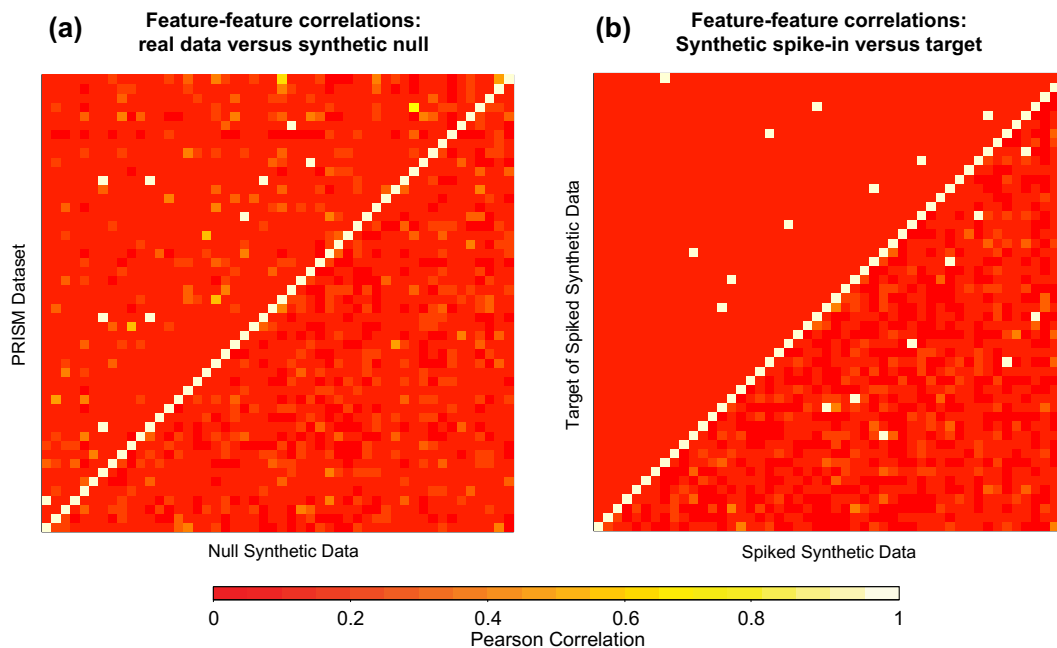 (a)
Feature-feature correlations:
real data versus synthetic null
(b)
Feature-feature correlations:
Synthetic spike-in versus target
PRISM Dataset
Null Synthetic Data
Target of Spiked Synthetic Data
Spiked Synthetic Data
0 0.2 0.4 0.6 0.8 1
Pearson Correlation